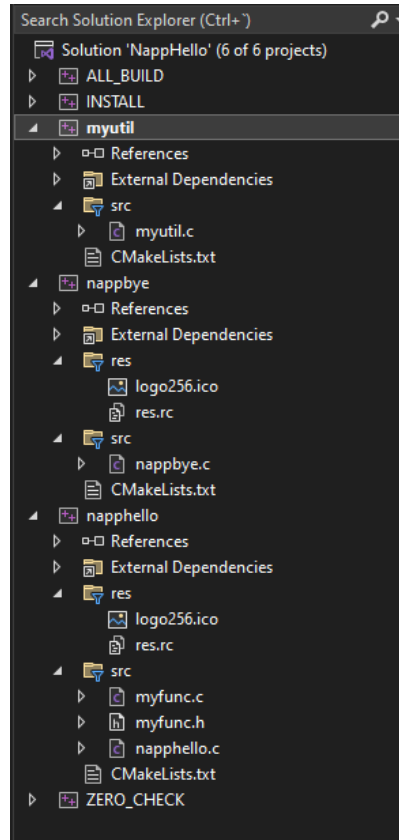 Search Solution Explorer (Ctrl+`)
Solution 'NappHello' (6 of 6 projects)
ALL_BUILD
INSTALL
myutil
References
External Dependencies
src
myutil.c
CMakeLists.txt
nappbye
References
External Dependencies
res
logo256.ico
res.rc
src
nappbye.c
CMakeLists.txt
napphello
References
External Dependencies
res
logo256.ico
res.rc
src
myfunc.c
myfunc.h
napphello.c
CMakeLists.txt
ZERO_CHECK